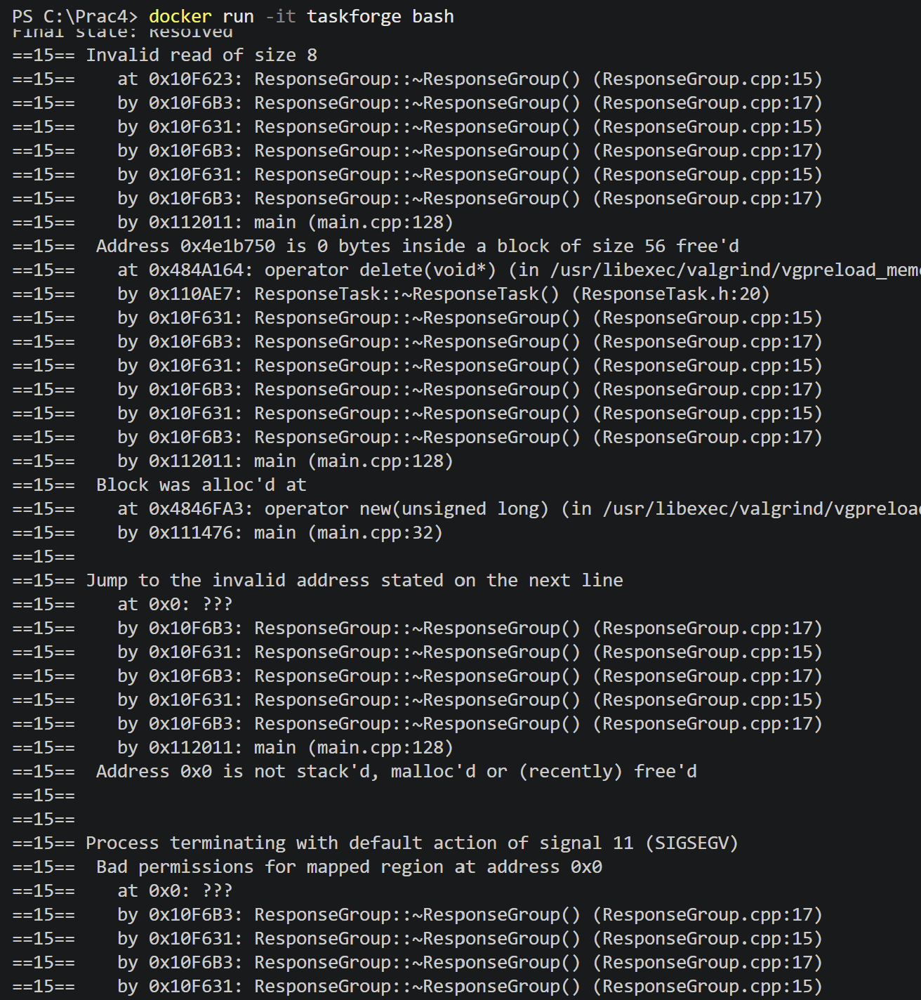 PS C:\Prac4> docker run -it taskforge bash
Final state: Resolved
==15== Invalid read of size 8
==15==    at 0x10F623: ResponseGroup::~ResponseGroup() (ResponseGroup.cpp:15)
==15==    by 0x10F6B3: ResponseGroup::~ResponseGroup() (ResponseGroup.cpp:17)
==15==    by 0x10F631: ResponseGroup::~ResponseGroup() (ResponseGroup.cpp:15)
==15==    by 0x10F6B3: ResponseGroup::~ResponseGroup() (ResponseGroup.cpp:17)
==15==    by 0x10F631: ResponseGroup::~ResponseGroup() (ResponseGroup.cpp:15)
==15==    by 0x10F6B3: ResponseGroup::~ResponseGroup() (ResponseGroup.cpp:17)
==15==    by 0x112011: main (main.cpp:128)
==15==  Address 0x4e1b750 is 0 bytes inside a block of size 56 free'd
==15==    at 0x484A164: operator delete(void*) (in /usr/libexec/valgrind/vgpreload_mem
==15==    by 0x110AE7: ResponseTask::~ResponseTask() (ResponseTask.h:20)
==15==    by 0x10F631: ResponseGroup::~ResponseGroup() (ResponseGroup.cpp:15)
==15==    by 0x10F6B3: ResponseGroup::~ResponseGroup() (ResponseGroup.cpp:17)
==15==    by 0x10F631: ResponseGroup::~ResponseGroup() (ResponseGroup.cpp:15)
==15==    by 0x10F6B3: ResponseGroup::~ResponseGroup() (ResponseGroup.cpp:17)
==15==    by 0x10F631: ResponseGroup::~ResponseGroup() (ResponseGroup.cpp:15)
==15==    by 0x10F6B3: ResponseGroup::~ResponseGroup() (ResponseGroup.cpp:17)
==15==    by 0x112011: main (main.cpp:128)
==15==  Block was alloc'd at
==15==    at 0x4846FA3: operator new(unsigned long) (in /usr/libexec/valgrind/vgpreloa
==15==    by 0x111476: main (main.cpp:32)
==15==
==15== Jump to the invalid address stated on the next line
==15==    at 0x0: ???
==15==    by 0x10F6B3: ResponseGroup::~ResponseGroup() (ResponseGroup.cpp:17)
==15==    by 0x10F631: ResponseGroup::~ResponseGroup() (ResponseGroup.cpp:15)
==15==    by 0x10F6B3: ResponseGroup::~ResponseGroup() (ResponseGroup.cpp:17)
==15==    by 0x10F631: ResponseGroup::~ResponseGroup() (ResponseGroup.cpp:15)
==15==    by 0x10F6B3: ResponseGroup::~ResponseGroup() (ResponseGroup.cpp:17)
==15==    by 0x112011: main (main.cpp:128)
==15==  Address 0x0 is not stack'd, malloc'd or (recently) free'd
==15==
==15==
==15== Process terminating with default action of signal 11 (SIGSEGV)
==15==  Bad permissions for mapped region at address 0x0
==15==    at 0x0: ???
==15==    by 0x10F6B3: ResponseGroup::~ResponseGroup() (ResponseGroup.cpp:17)
==15==    by 0x10F631: ResponseGroup::~ResponseGroup() (ResponseGroup.cpp:15)
==15==    by 0x10F6B3: ResponseGroup::~ResponseGroup() (ResponseGroup.cpp:17)
==15==    by 0x10F631: ResponseGroup::~ResponseGroup() (ResponseGroup.cpp:15)